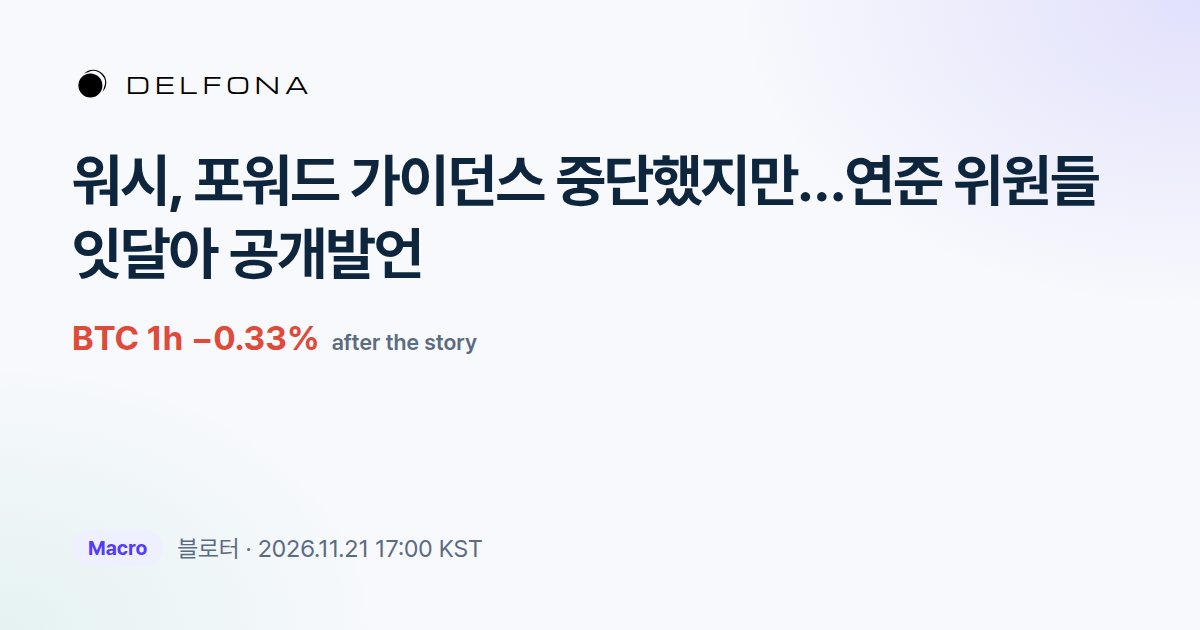 DELFONA
워시, 포워드 가이던스 중단했지만…연준 위원들
잇달아 공개발언
BTC 1h −0.33% after the story
Macro 블로터 · 2026.11.21 17:00 KST